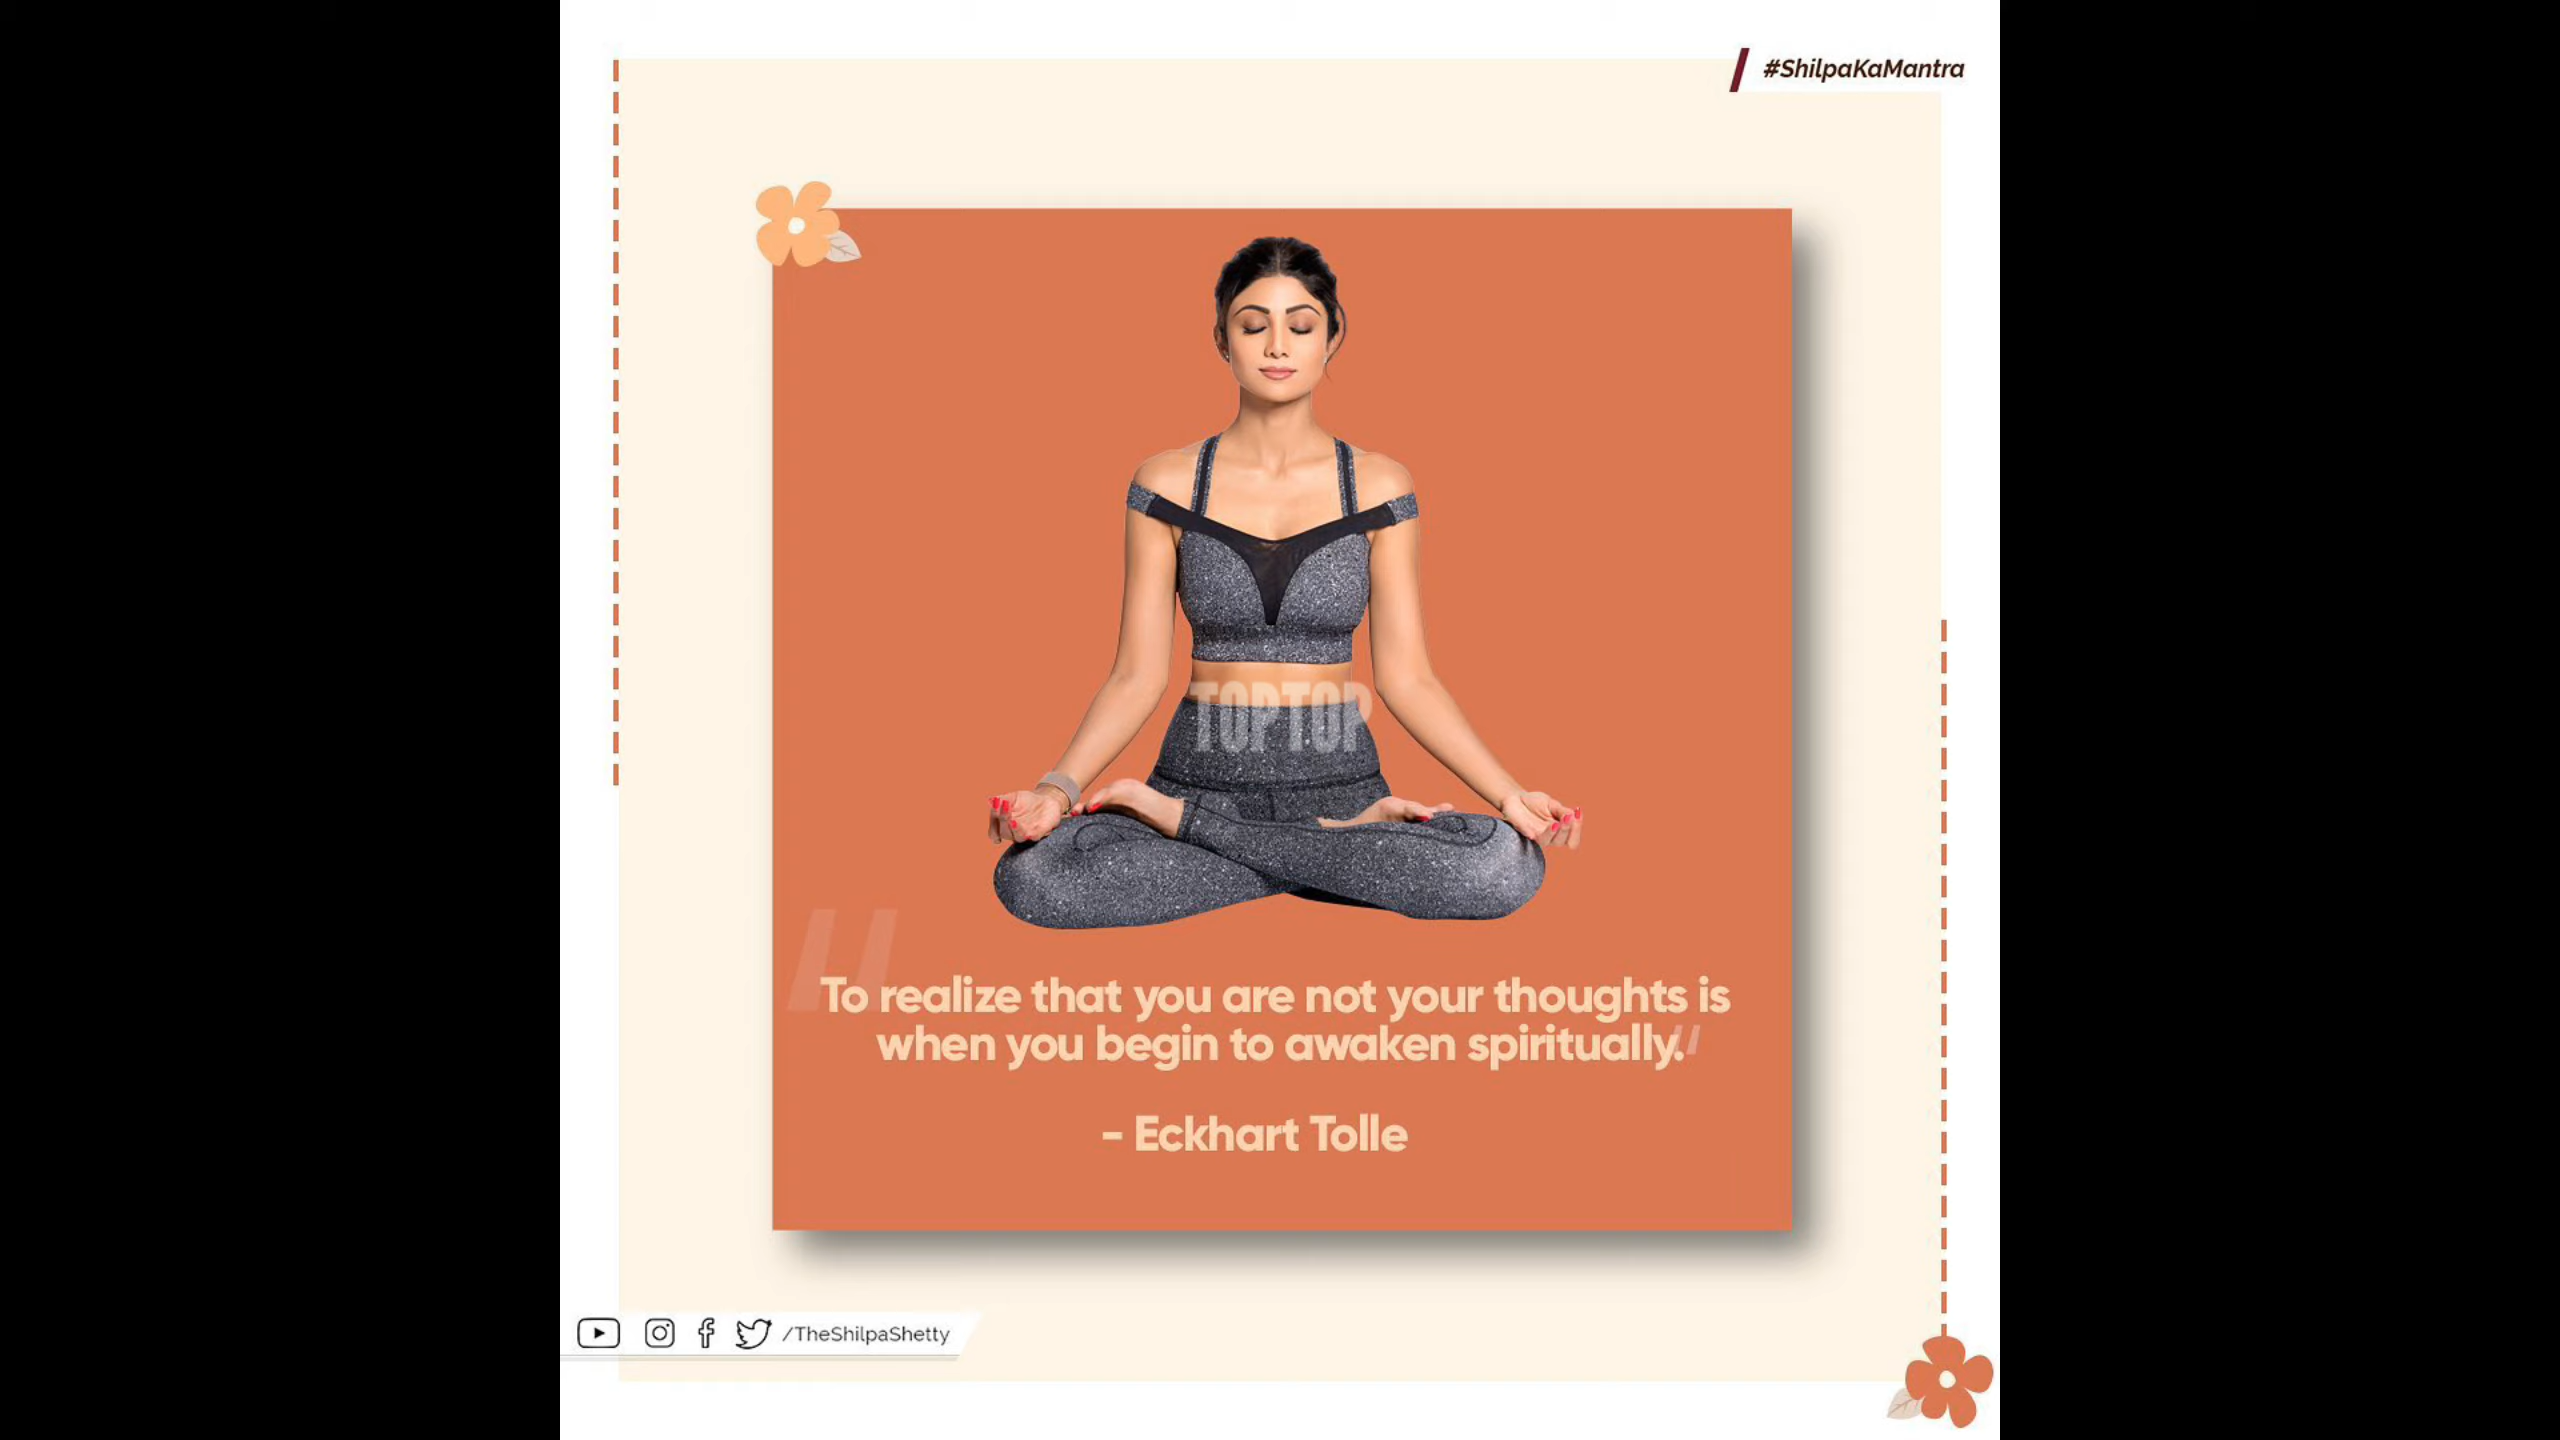 #ShilpaKaMantra
TOPTOP
To realize that you are not your thoughts is
when you begin to awaken spiritually."
- Eckhart Tolle
/TheShilpaShetty